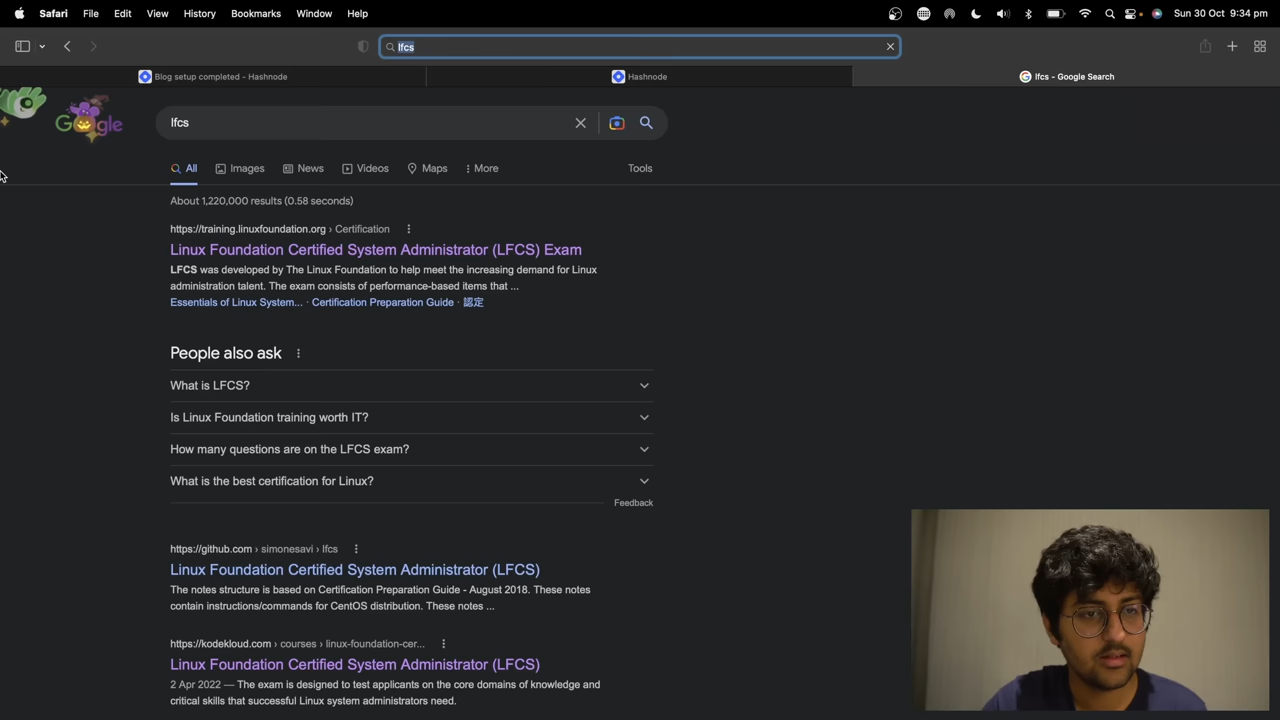 Safari File Edit View History Bookmarks Window Help Sun 30 Oct 9:34 pm
lfcs
Blog setup completed - Hashnode Hashnode lfcs - Google Search
Google lfcs
All Images News Videos Maps More Tools
About 1,220,000 results (0.58 seconds)
https://training.linuxfoundation.org › Certification
Linux Foundation Certified System Administrator (LFCS) Exam
LFCS was developed by The Linux Foundation to help meet the increasing demand for Linux
administration talent. The exam consists of performance-based items that ...
Essentials of Linux System... · Certification Preparation Guide · 認定
People also ask
What is LFCS?
Is Linux Foundation training worth IT?
How many questions are on the LFCS exam?
What is the best certification for Linux?
Feedback
https://github.com › simonesavi › lfcs
Linux Foundation Certified System Administrator (LFCS)
The notes structure is based on Certification Preparation Guide - August 2018. These notes
contain instructions/commands for CentOS distribution. These notes ...
https://kodekloud.com › courses › linux-foundation-cer...
Linux Foundation Certified System Administrator (LFCS)
2 Apr 2022 — The exam is designed to test applicants on the core domains of knowledge and
critical skills that successful Linux system administrators need.